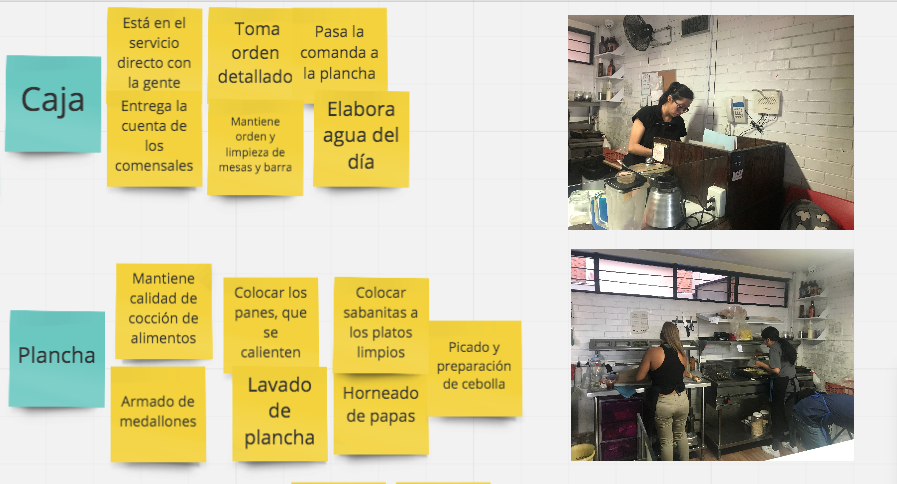 Caja
Está en el
servicio
directo con
la gente
Toma
orden
detallado
Pasa la
comanda a
la plancha
Entrega la
cuenta de
los
comensales
Mantiene
orden y
limpieza de
mesas y barra
Elabora
agua del
día
Plancha
Mantiene
calidad de
cocción de
alimentos
Colocar los
panes, que
se
calienten
Colocar
sabanitas a
los platos
limpios
Picado y
preparación
de cebolla
Armado de
medallones
Lavado
de
plancha
Horneado
de papas